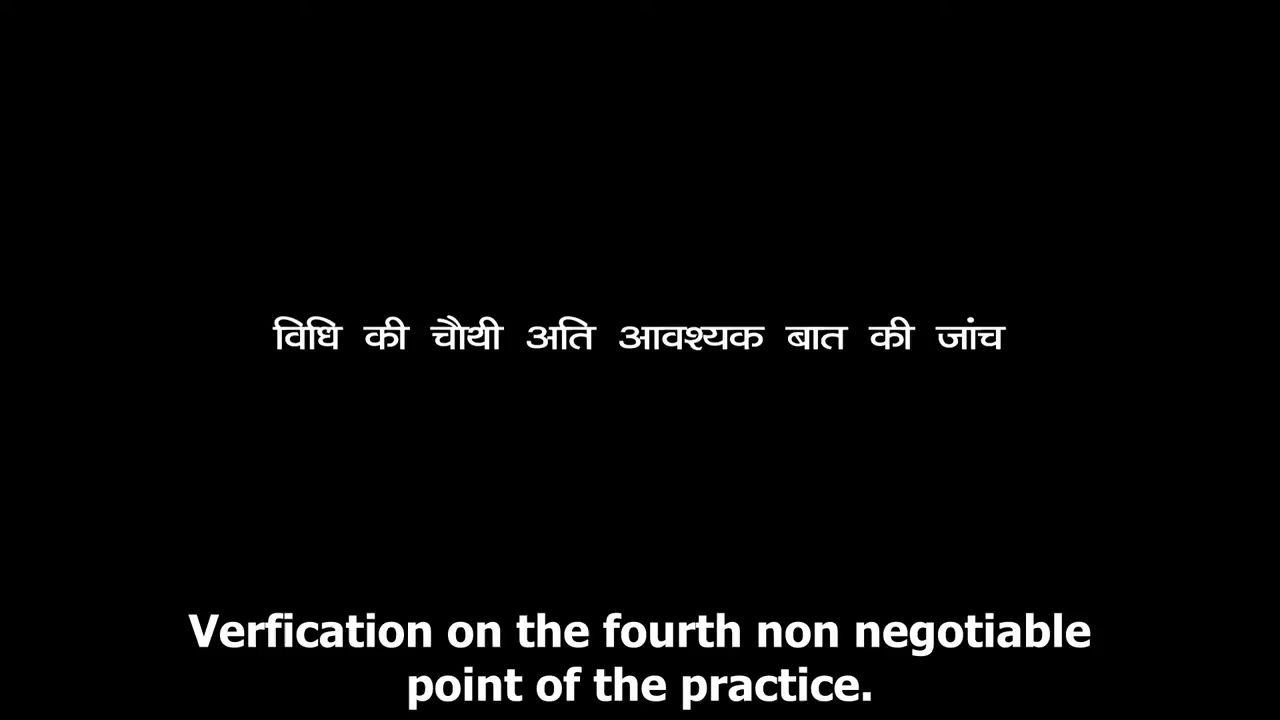 विधि की चौथी अति आवश्यक बात की जांच
Verfication on the fourth non negotiable
point of the practice.